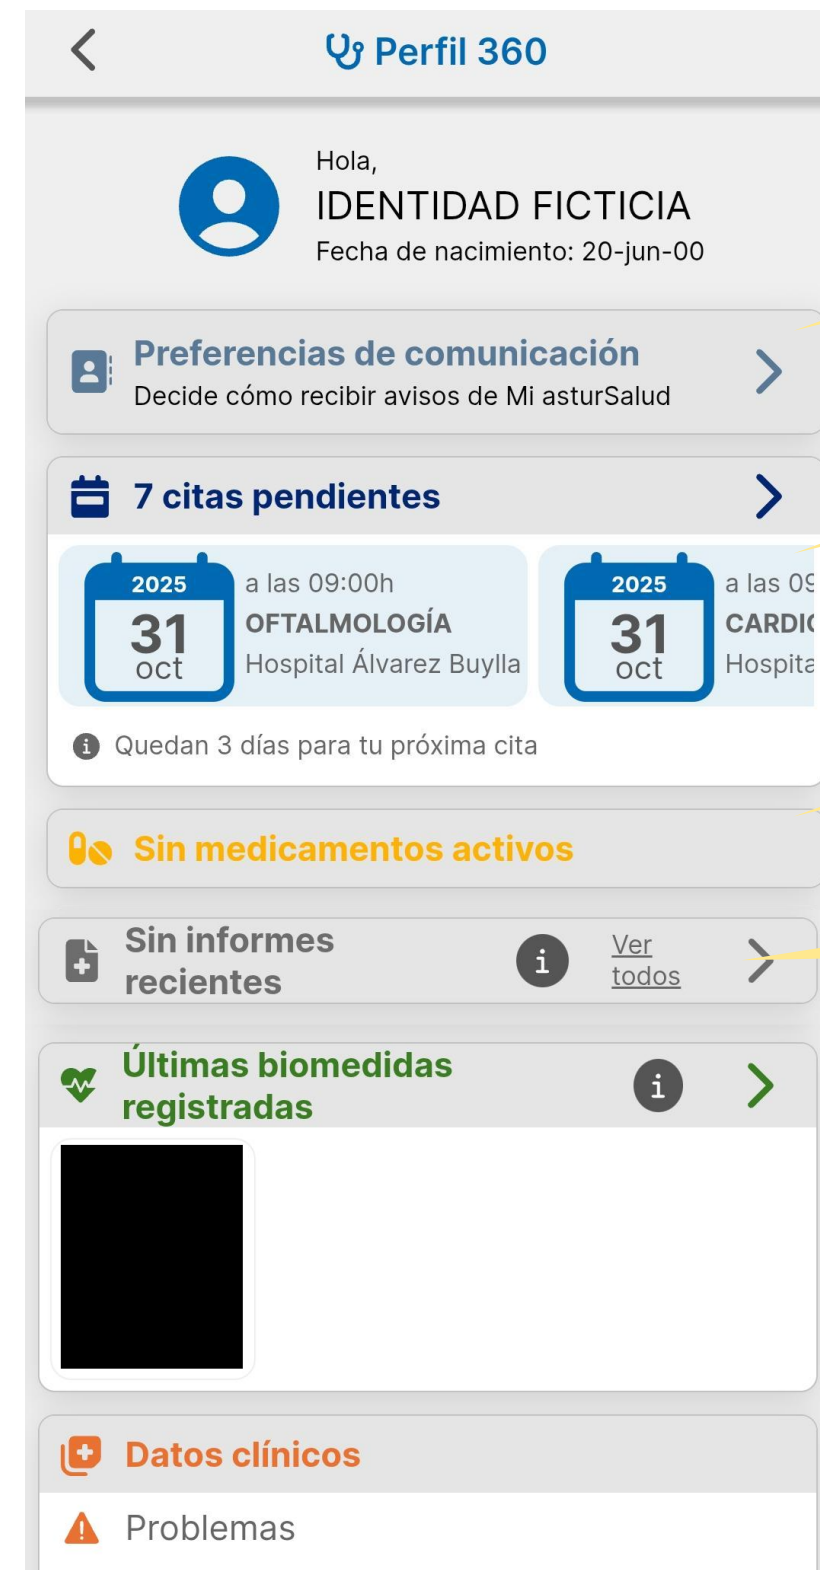 Perfil 360
Hola,
IDENTIDAD FICTICIA
Fecha de nacimiento: 20-jun-00
Preferencias de comunicación
Decide cómo recibir avisos de Mi asturSalud
7 citas pendientes
2025
31
oct
a las 09:00h
OFTALMOLOGÍA
Hospital Álvarez Buylla
2025
31
oct
a las 09
Quedan 3 días para tu próxima cita
Sin medicamentos activos
Sin informes
recientes
i
Ver
todos
Últimas biomedidas
registradas
i
Datos clínicos
Problemas